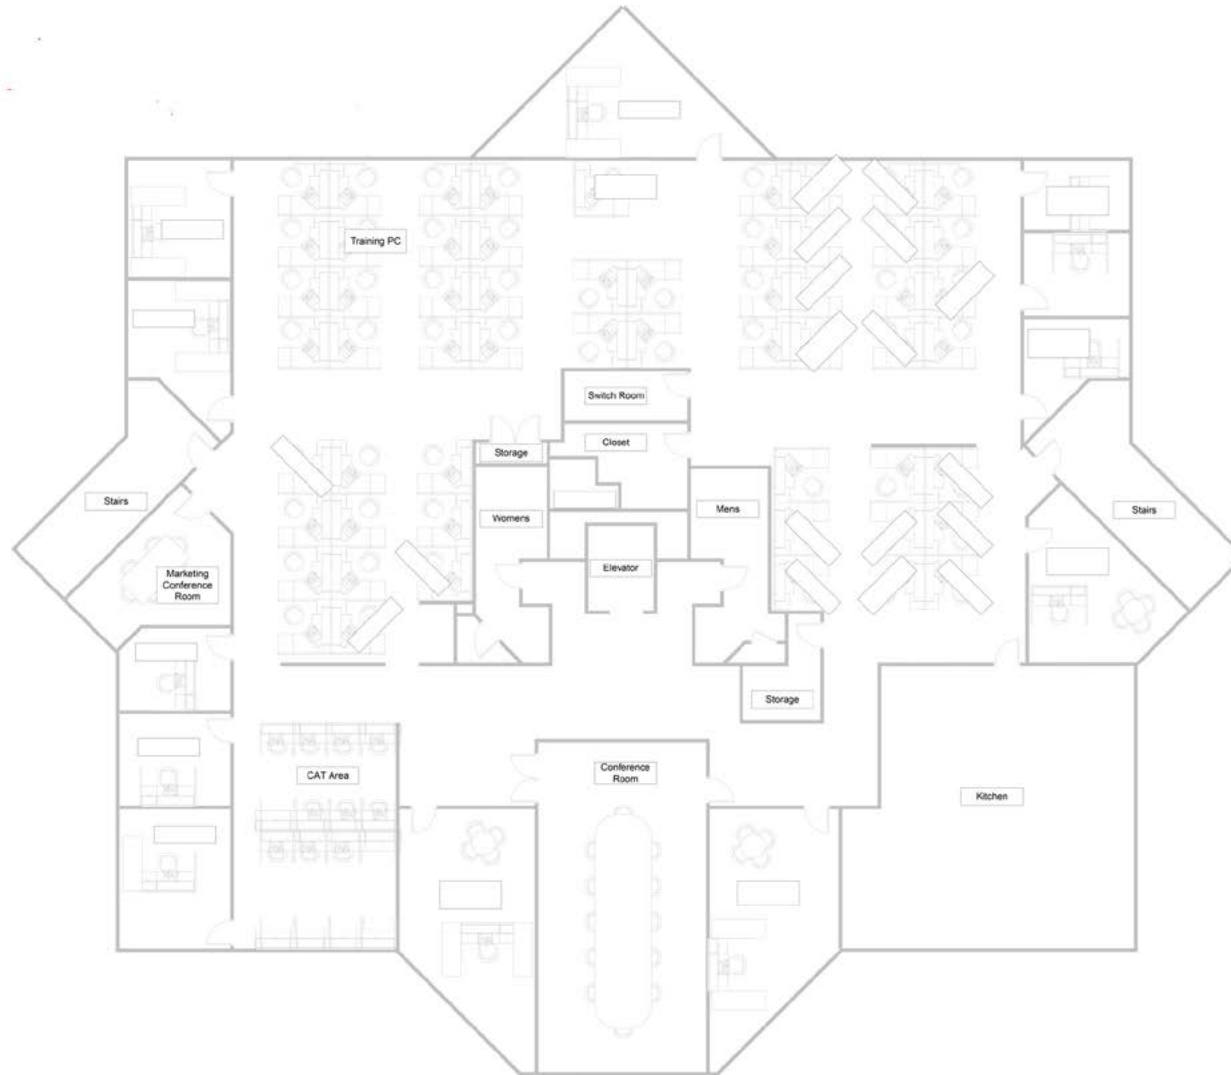 Training PC
Switch Room
Closet
Storage
Stairs
Womens
Mens
Stairs
Elevator
Marketing
Conference
Room
Storage
Conference
Room
CAT Area
Kitchen